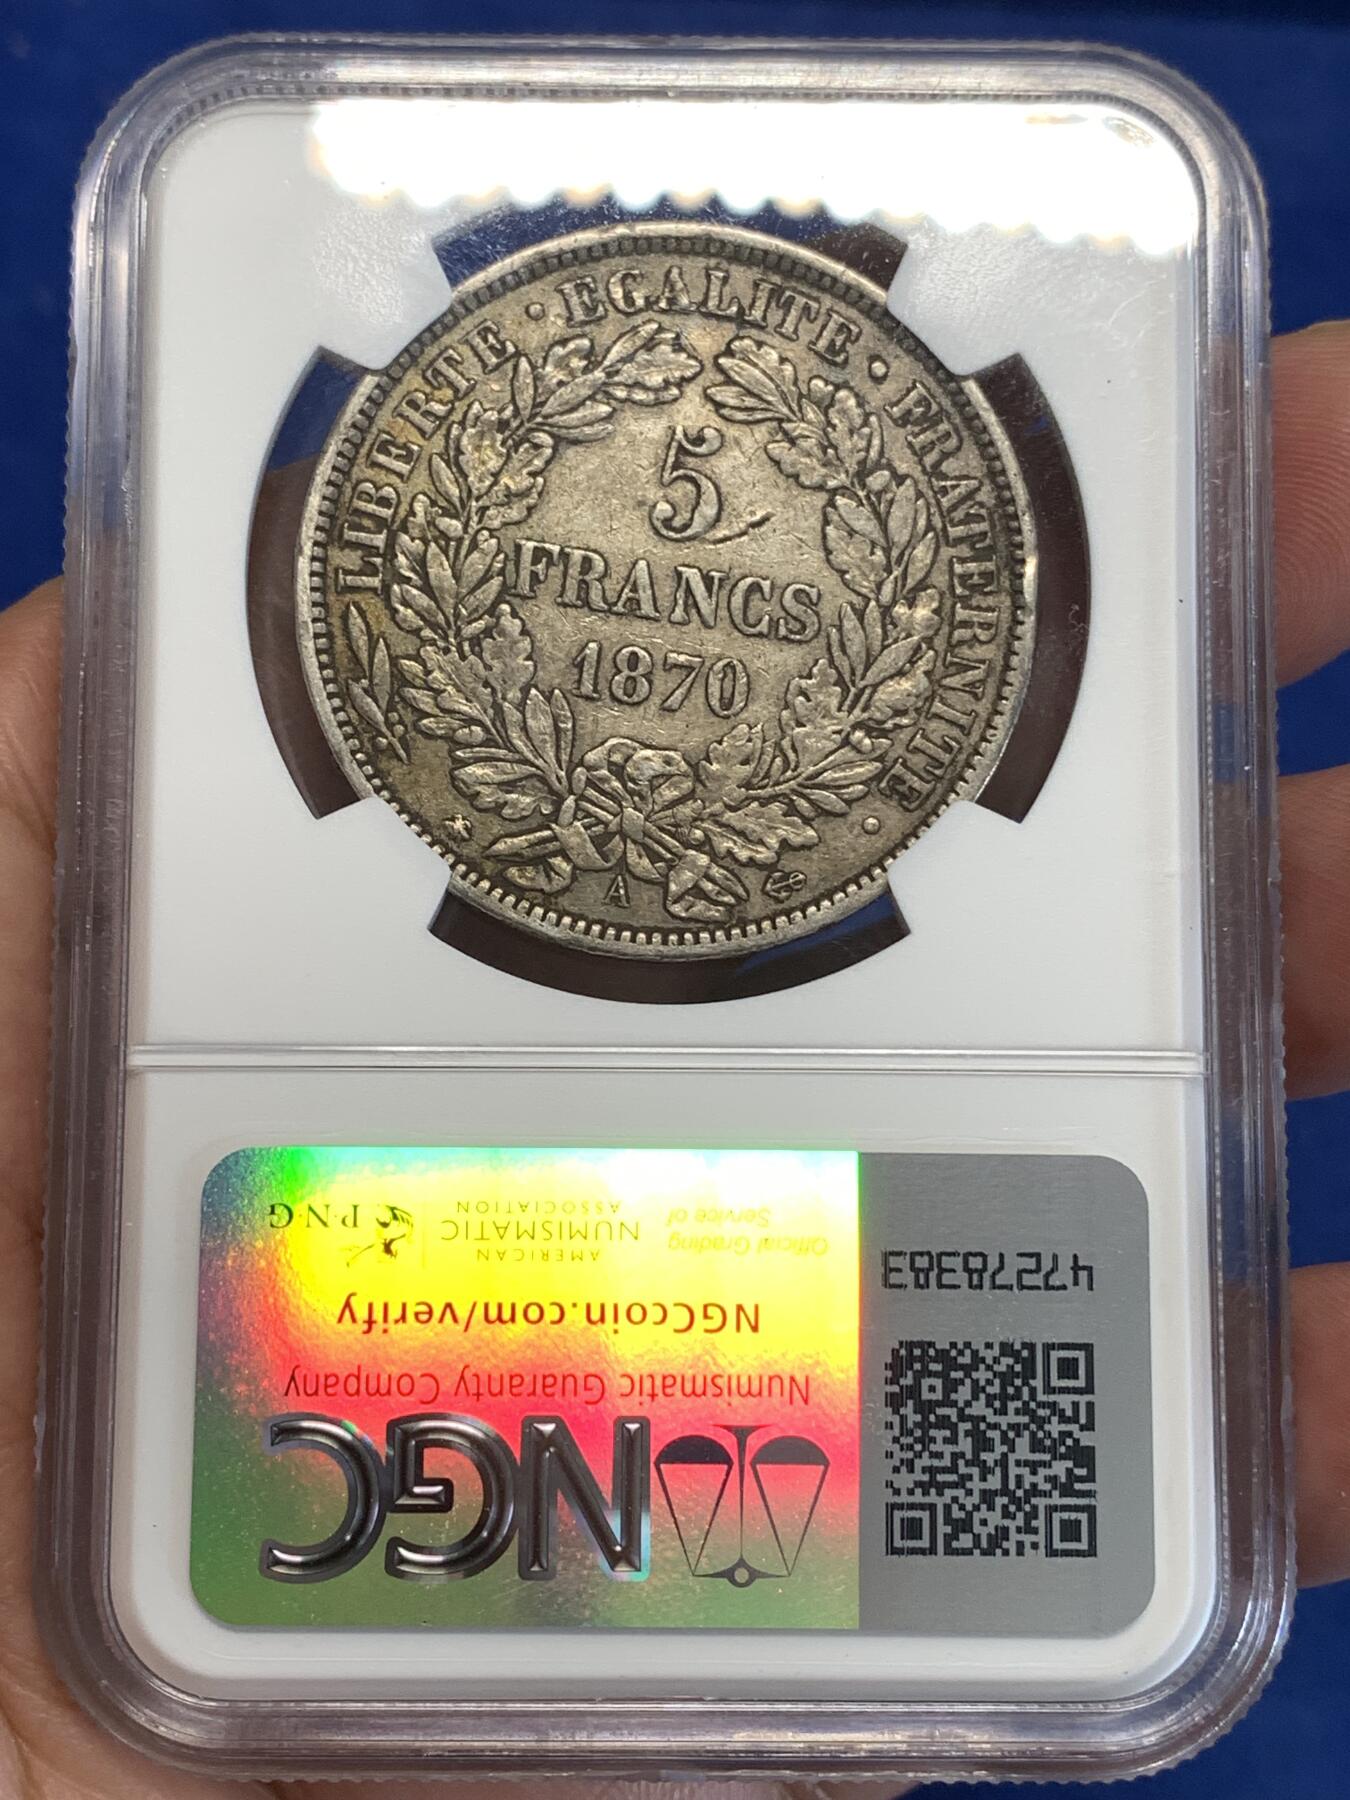 LIBERTE · EGALITE · FRATERNITE
5
FRANCS
1870
A
NGC
Numismatic Guaranty Company
NGCcoin.com/verify
Official Grading
Service of
AMERICAN
NUMISMATIC
ASSOCIATION
P·N·G
47278383